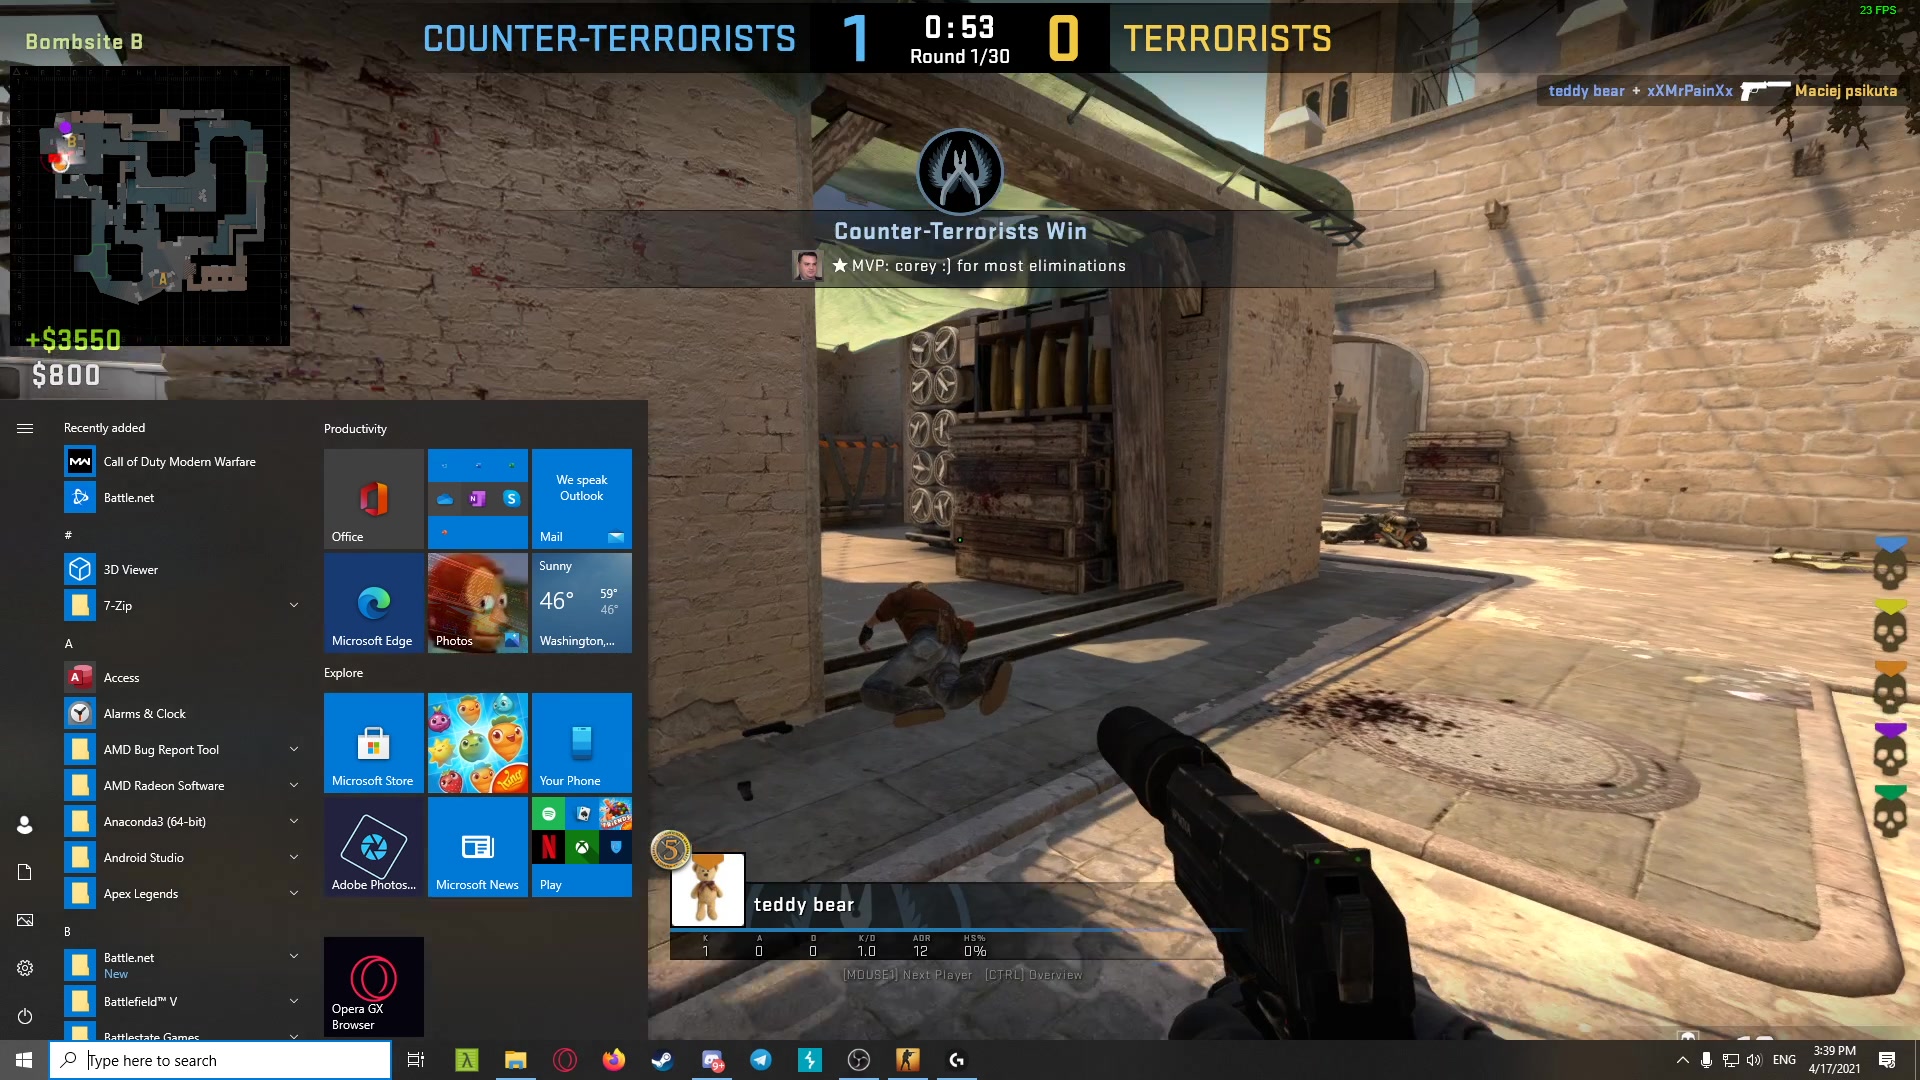 23 FPS
Bombsite B
COUNTER-TERRORISTS
1
0:53
Round 1/30
0
TERRORISTS
teddy bear + xXMrPainXx Maciej psikuta
B
A
Counter-Terrorists Win
MVP: corey :) for most eliminations
+$3550
$800
Recently added
Call of Duty Modern Warfare
Battle.net
#
3D Viewer
7-Zip
A
Access
Alarms & Clock
AMD Bug Report Tool
AMD Radeon Software
Anaconda3 (64-bit)
Android Studio
Apex Legends
B
Battle.net
New
Battlefield™ V
Battlestate Games
Productivity
Office
We speak
Outlook
Mail
Microsoft Edge
Photos
Sunny
46° 59°
46°
Washington,...
Explore
Microsoft Store
King
Your Phone
Adobe Photos...
Microsoft News
Play
Opera GX
Browser
5
teddy bear
K A D K/D ADR HS%
1 0 0 1.0 12 0%
[MOUSE1] Next Player [CTRL] Overview
Type here to search
9+
ENG
3:39 PM
4/17/2021